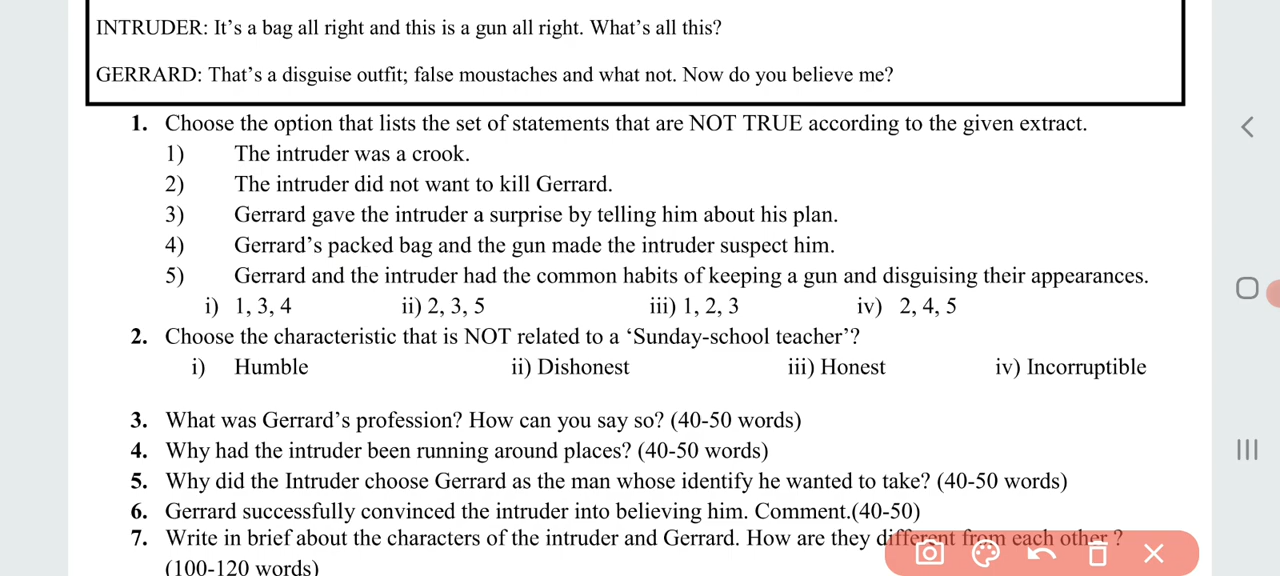 INTRUDER: It’s a bag all right and this is a gun all right. What’s all this?
GERRARD: That’s a disguise outfit; false moustaches and what not. Now do you believe me?
1. Choose the option that lists the set of statements that are NOT TRUE according to the given extract.
1) The intruder was a crook.
2) The intruder did not want to kill Gerrard.
3) Gerrard gave the intruder a surprise by telling him about his plan.
4) Gerrard’s packed bag and the gun made the intruder suspect him.
5) Gerrard and the intruder had the common habits of keeping a gun and disguising their appearances.
i) 1, 3, 4 ii) 2, 3, 5 iii) 1, 2, 3 iv) 2, 4, 5
2. Choose the characteristic that is NOT related to a ‘Sunday-school teacher’?
i) Humble ii) Dishonest iii) Honest iv) Incorruptible
3. What was Gerrard’s profession? How can you say so? (40-50 words)
4. Why had the intruder been running around places? (40-50 words)
5. Why did the Intruder choose Gerrard as the man whose identify he wanted to take? (40-50 words)
6. Gerrard successfully convinced the intruder into believing him. Comment.(40-50)
7. Write in brief about the characters of the intruder and Gerrard. How are they different from each other ?
(100-120 words)